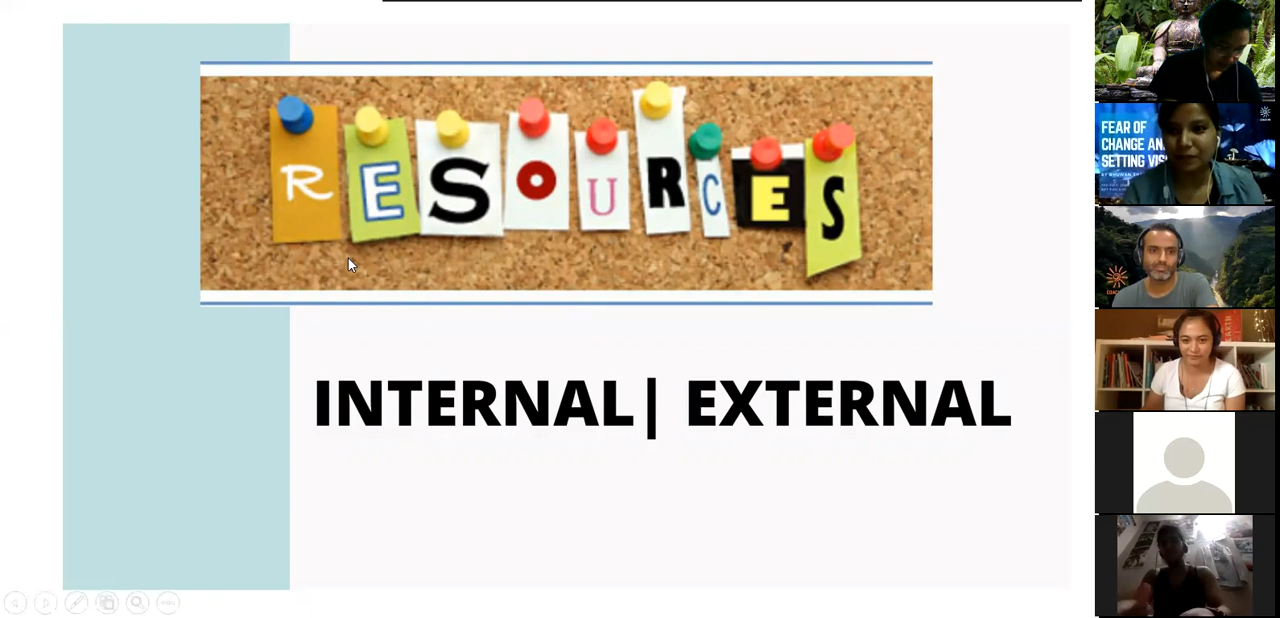 RESOURCES
INTERNAL| EXTERNAL
FEAR OF
CHANGE AN
SETTING VIS